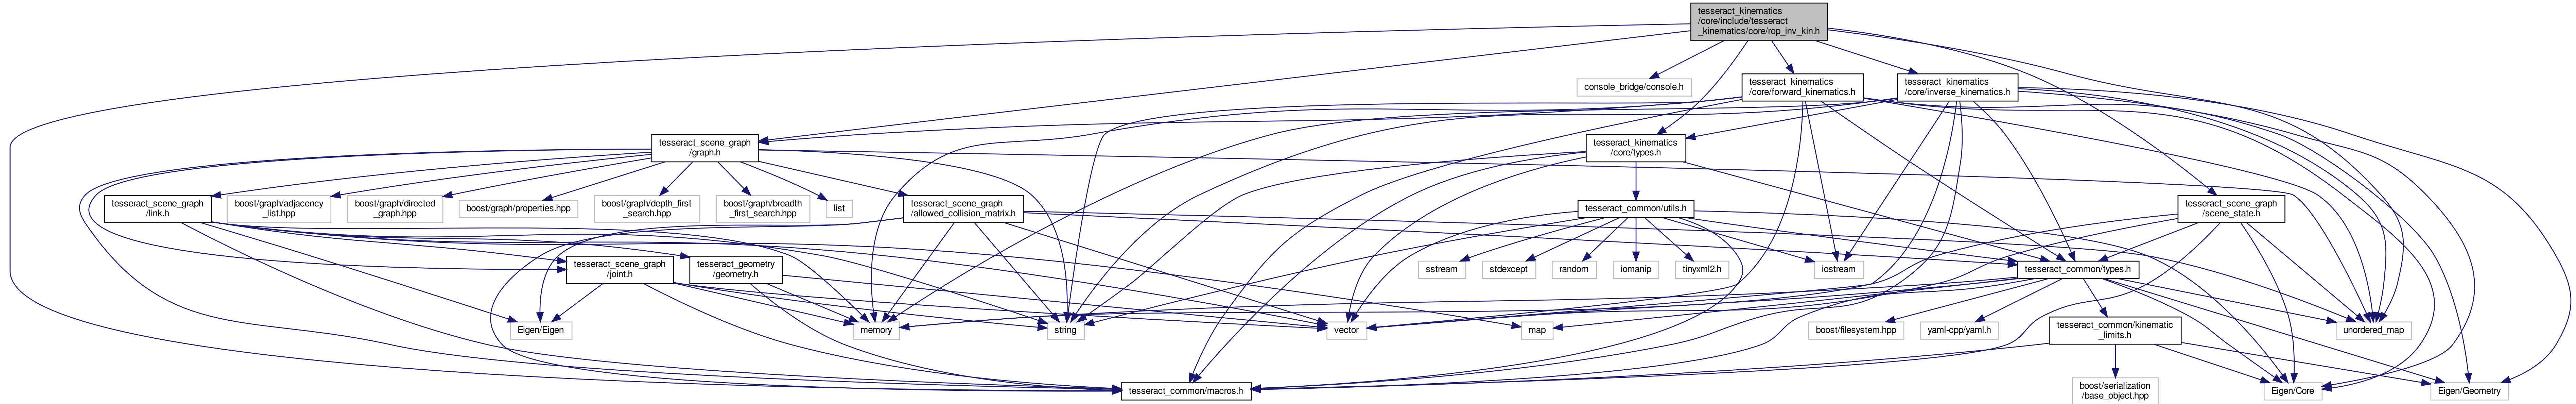 tesseract_kinematics
/core/include/tesseract
_kinematics/core/rop_inv_kin.h
console_bridge/console.h
tesseract_kinematics
/core/forward_kinematics.h
tesseract_kinematics
/core/inverse_kinematics.h
tesseract_scene_graph
/graph.h
tesseract_kinematics
/core/types.h
tesseract_scene_graph
/link.h
boost/graph/adjacency
_list.hpp
boost/graph/directed
_graph.hpp
boost/graph/properties.hpp
boost/graph/depth_first
_search.hpp
boost/graph/breadth
_first_search.hpp
list
tesseract_scene_graph
/allowed_collision_matrix.h
tesseract_common/utils.h
tesseract_scene_graph
/scene_state.h
tesseract_scene_graph
/joint.h
tesseract_geometry
/geometry.h
sstream
stdexcept
random
iomanip
tinyxml2.h
iostream
tesseract_common/types.h
Eigen/Eigen
memory
string
vector
map
boost/filesystem.hpp
yaml-cpp/yaml.h
tesseract_common/kinematic
_limits.h
unordered_map
tesseract_common/macros.h
boost/serialization
/base_object.hpp
Eigen/Core
Eigen/Geometry